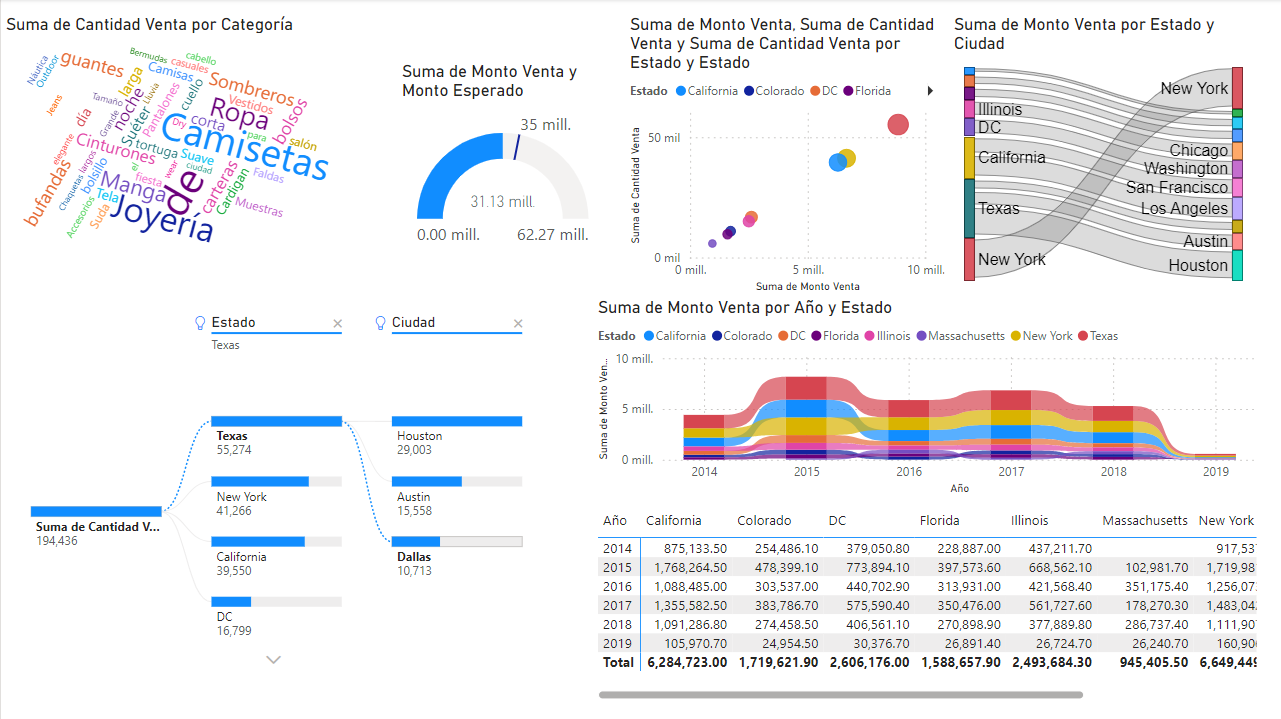 Suma de Cantidad Venta por Categoría
Náutica
Outdoor
guantes
Bermudas
cabello
casuales
Camisas
larga
Sombreros
Jeans
Tamaño
Lluvia
cuello
Vestidos
bolsos
noche
Pantalones
Ropa
día
Grande
Suéter
Dry
corta
para
salón
elegante
Cinturones
tortuga
Camisetas
Suave
ciudad
largos
el
wear
bufandas
Chaquetas
bolsillo
Manga
fiesta
de
carteras
Cardigan
Faldas
Accesorios
Suda
Tela
Joyería
Muestras
Suma de Monto Venta y
Monto Esperado
35 mill.
31.13 mill.
0.00 mill.
62.27 mill.
Suma de Monto Venta, Suma de Cantidad
Venta y Suma de Cantidad Venta por
Estado y Estado
Estado California Colorado DC Florida
Suma de Cantidad Venta
50 mil
0 mil
0 mill. 5 mill. 10 mill.
Suma de Monto Venta
Suma de Monto Venta por Estado y
Ciudad
Illinois
DC
California
Texas
New York
New York
Chicago
Washington
San Francisco
Los Angeles
Austin
Houston
Estado
Texas
Ciudad
Suma de Cantidad V...
194,436
Texas
55,274
New York
41,266
California
39,550
DC
16,799
Houston
29,003
Austin
15,558
Dallas
10,713
Suma de Monto Venta por Año y Estado
Estado California Colorado DC Florida Illinois Massachusetts New York Texas
Suma de Monto Ven...
10 mill.
5 mill.
0 mill.
2014 2015 2016 2017 2018 2019
Año
Año California Colorado DC Florida Illinois Massachusetts New York
2014 875,133.50 254,486.10 379,050.80 228,887.00 437,211.70 917,53
2015 1,768,264.50 478,399.10 773,894.10 397,573.60 668,562.10 102,981.70 1,719,98
2016 1,088,485.00 303,537.00 440,702.90 313,931.00 421,568.40 351,175.40 1,256,07
2017 1,355,582.50 383,786.70 575,590.40 350,476.00 561,727.60 178,270.30 1,483,04
2018 1,091,286.80 274,458.50 406,561.10 270,898.90 377,889.80 286,737.40 1,111,90
2019 105,970.70 24,954.50 30,376.70 26,891.40 26,724.70 26,240.70 160,90
Total 6,284,723.00 1,719,621.90 2,606,176.00 1,588,657.90 2,493,684.30 945,405.50 6,649,449